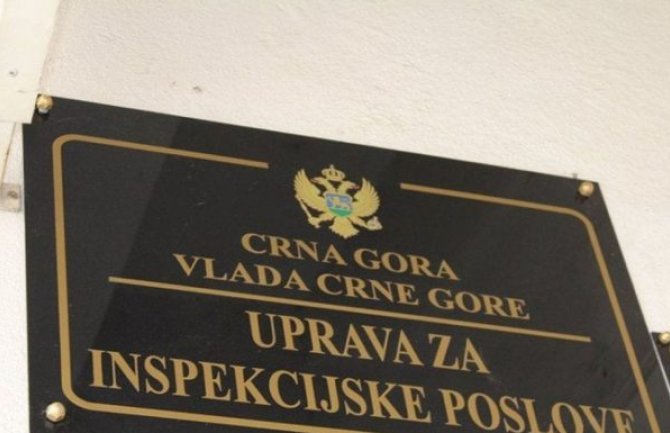 CRNA GORA
VLADA CRNE GORE
UPRAVA ZA
INSPEKCIJSKE POSLOVE